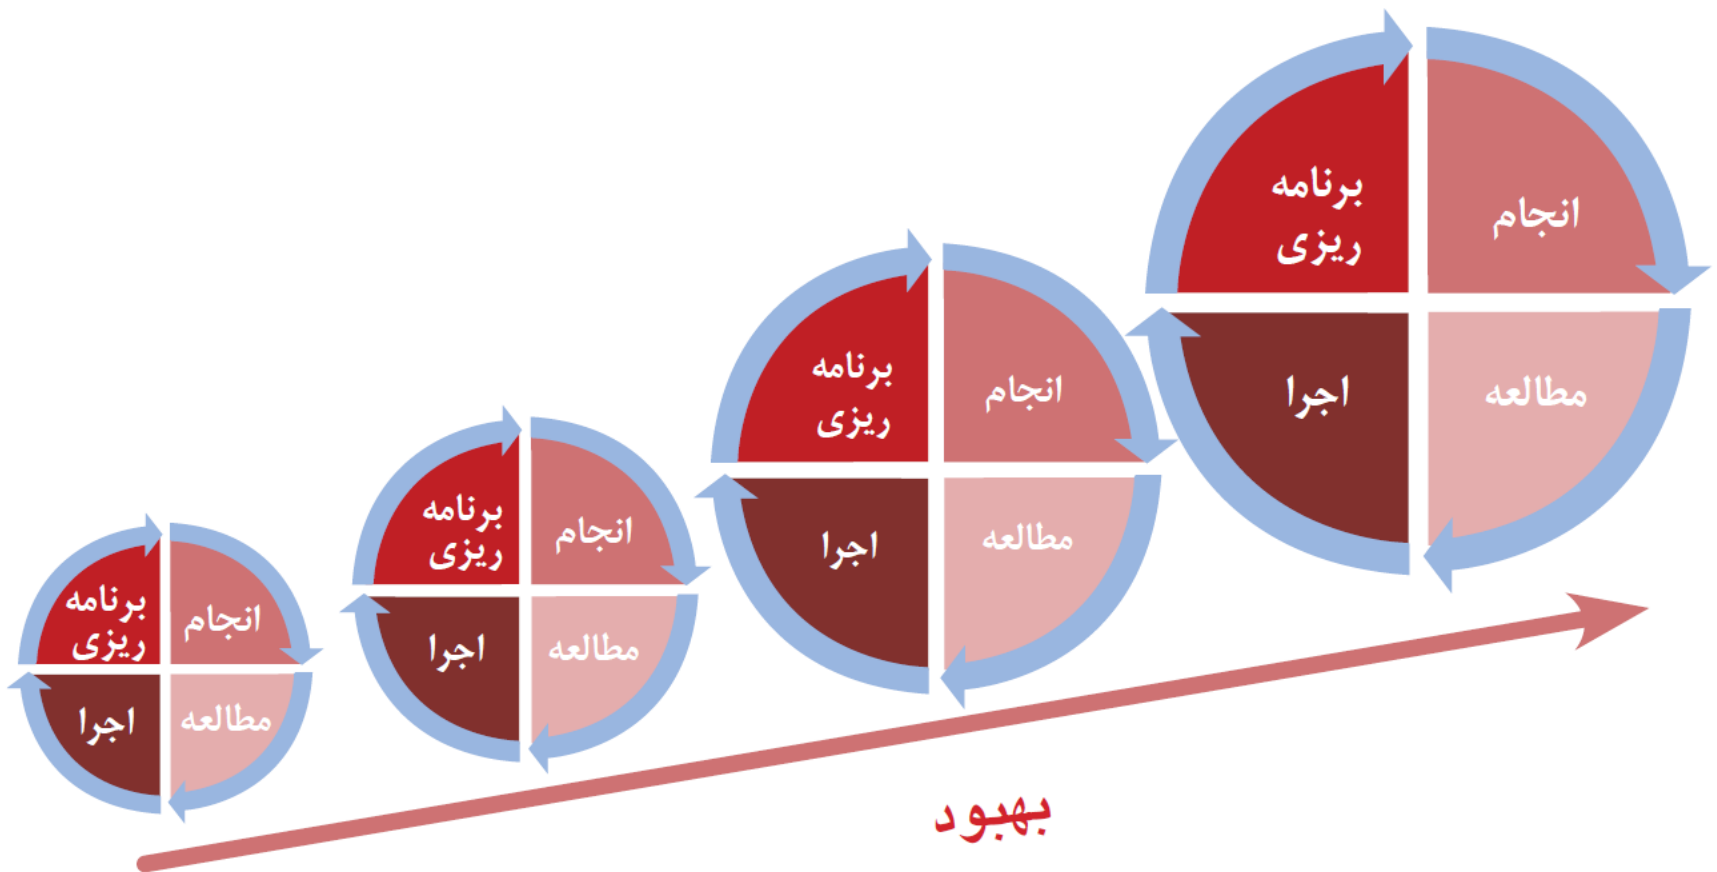 برنامه
ریزی
انجام
اجرا
مطالعه
برنامه
ریزی
انجام
اجرا
مطالعه
برنامه
ریزی
انجام
اجرا
مطالعه
برنامه
ریزی
انجام
اجرا
مطالعه
بهبود